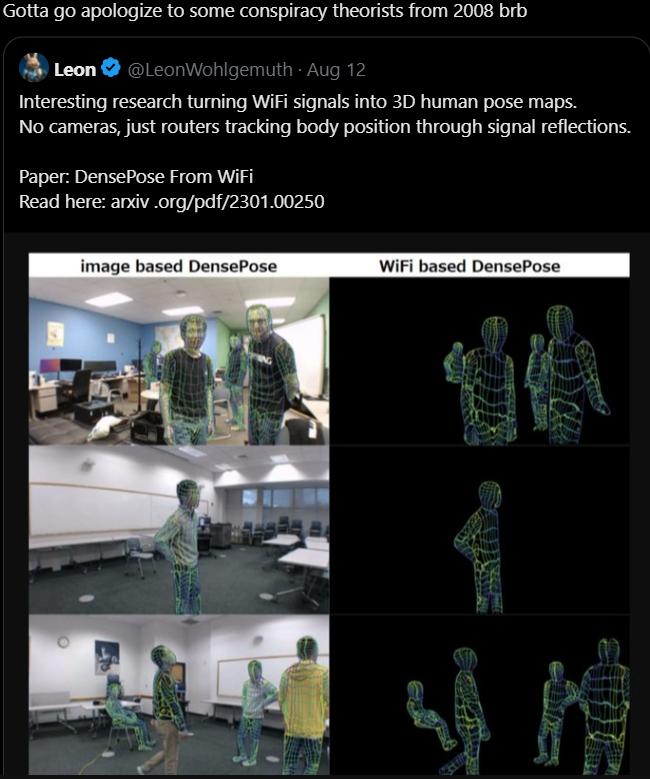 Gotta go apologize to some conspiracy theorists from 2008 brb
Leon @LeonWohlgemuth · Aug 12
Interesting research turning WiFi signals into 3D human pose maps.
No cameras, just routers tracking body position through signal reflections.
Paper: DensePose From WiFi
Read here: arxiv .org/pdf/2301.00250
image based DensePose WiFi based DensePose